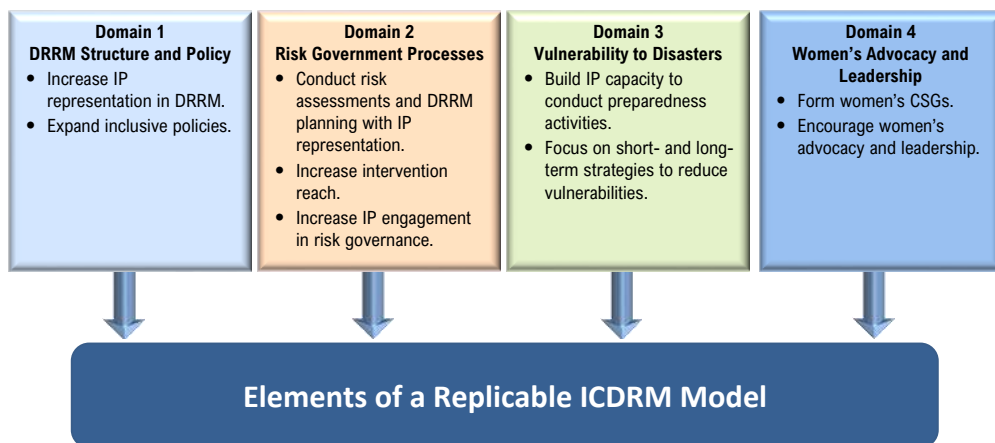 Domain 1
DRRM Structure and Policy
• Increase IP
representation in DRRM.
• Expand inclusive policies.
Domain 2
Risk Government Processes
• Conduct risk
assessments and DRRM
planning with IP
representation.
• Increase intervention
reach.
• Increase IP engagement
in risk governance.
Domain 3
Vulnerability to Disasters
• Build IP capacity to
conduct preparedness
activities.
• Focus on short- and long-
term strategies to reduce
vulnerabilities.
Domain 4
Women’s Advocacy and
Leadership
• Form women’s CSGs.
• Encourage women’s
advocacy and leadership.
Elements of a Replicable ICDRM Model